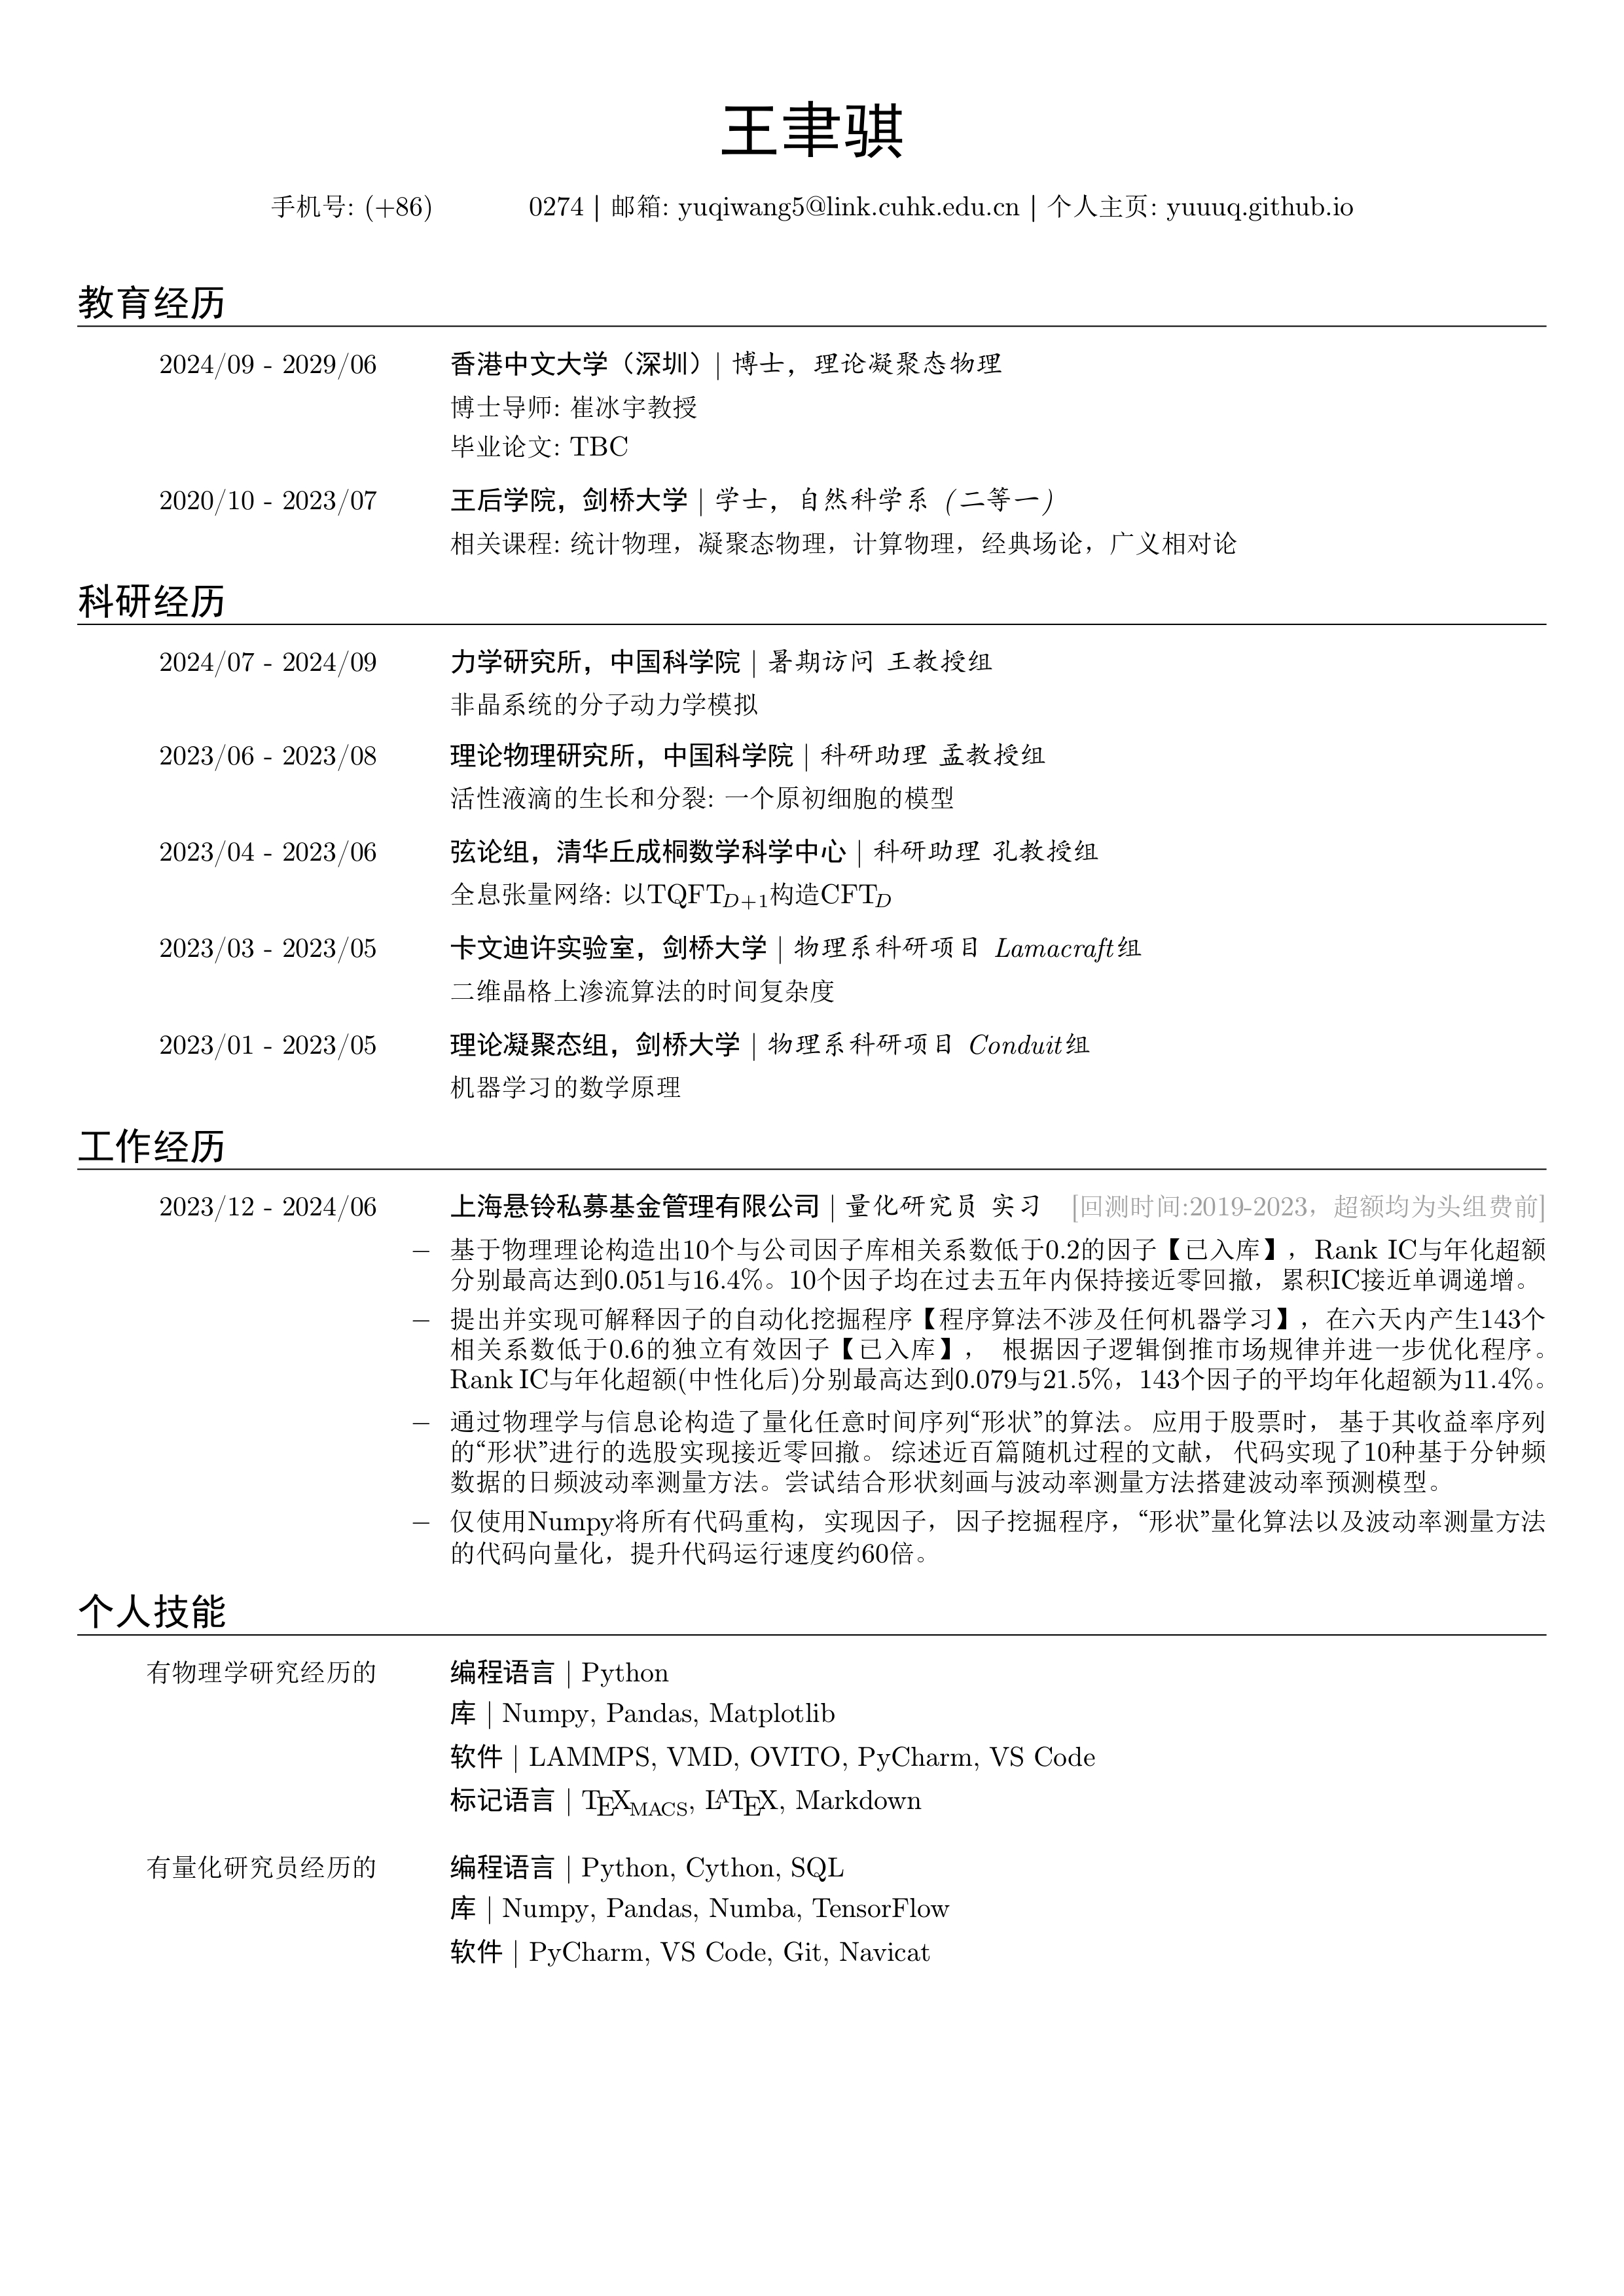 王聿骐
手机号: (+86) 0274 | 邮箱: yuqiwang5@link.cuhk.edu.cn | 个人主页: yuuuq.github.io
教育经历
2024/09 - 2029/06 香港中文大学（深圳）| 博士，理论凝聚态物理
博士导师: 崔冰宇教授
毕业论文: TBC
2020/10 - 2023/07 王后学院，剑桥大学 | 学士，自然科学系（二等一）
相关课程: 统计物理，凝聚态物理，计算物理，经典场论，广义相对论
科研经历
2024/07 - 2024/09 力学研究所，中国科学院 | 暑期访问 王教授组
非晶系统的分子动力学模拟
2023/06 - 2023/08 理论物理研究所，中国科学院 | 科研助理 孟教授组
活性液滴的生长和分裂: 一个原初细胞的模型
2023/04 - 2023/06 弦论组，清华丘成桐数学科学中心 | 科研助理 孔教授组
全息张量网络: 以TQFT_{D+1}构造CFT_D
2023/03 - 2023/05 卡文迪许实验室，剑桥大学 | 物理系科研项目 Lamacraft组
二维晶格上渗流算法的时间复杂度
2023/01 - 2023/05 理论凝聚态组，剑桥大学 | 物理系科研项目 Conduit组
机器学习的数学原理
工作经历
2023/12 - 2024/06 上海悬铃私募基金管理有限公司 | 量化研究员 实习 [回测时间:2019-2023，超额均为头组费前]
– 基于物理理论构造出10个与公司因子库相关系数低于0.2的因子【已入库】，Rank IC与年化超额
分别最高达到0.051与16.4%。10个因子均在过去五年内保持接近零回撤，累积IC接近单调递增。
– 提出并实现可解释因子的自动化挖掘程序【程序算法不涉及任何机器学习】，在六天内产生143个
相关系数低于0.6的独立有效因子【已入库】， 根据因子逻辑倒推市场规律并进一步优化程序。
Rank IC与年化超额(中性化后)分别最高达到0.079与21.5%，143个因子的平均年化超额为11.4%。
– 通过物理学与信息论构造了量化任意时间序列“形状”的算法。应用于股票时，基于其收益率序列
的“形状”进行的选股实现接近零回撤。综述近百篇随机过程的文献，代码实现了10种基于分钟频
数据的日频波动率测量方法。尝试结合形状刻画与波动率测量方法搭建波动率预测模型。
– 仅使用Numpy将所有代码重构，实现因子，因子挖掘程序，“形状”量化算法以及波动率测量方法
的代码向量化，提升代码运行速度约60倍。
个人技能
有物理学研究经历的 编程语言 | Python
库 | Numpy, Pandas, Matplotlib
软件 | LAMMPS, VMD, OVITO, PyCharm, VS Code
标记语言 | TEXMACS, LATEX, Markdown
有量化研究员经历的 编程语言 | Python, Cython, SQL
库 | Numpy, Pandas, Numba, TensorFlow
软件 | PyCharm, VS Code, Git, Navicat